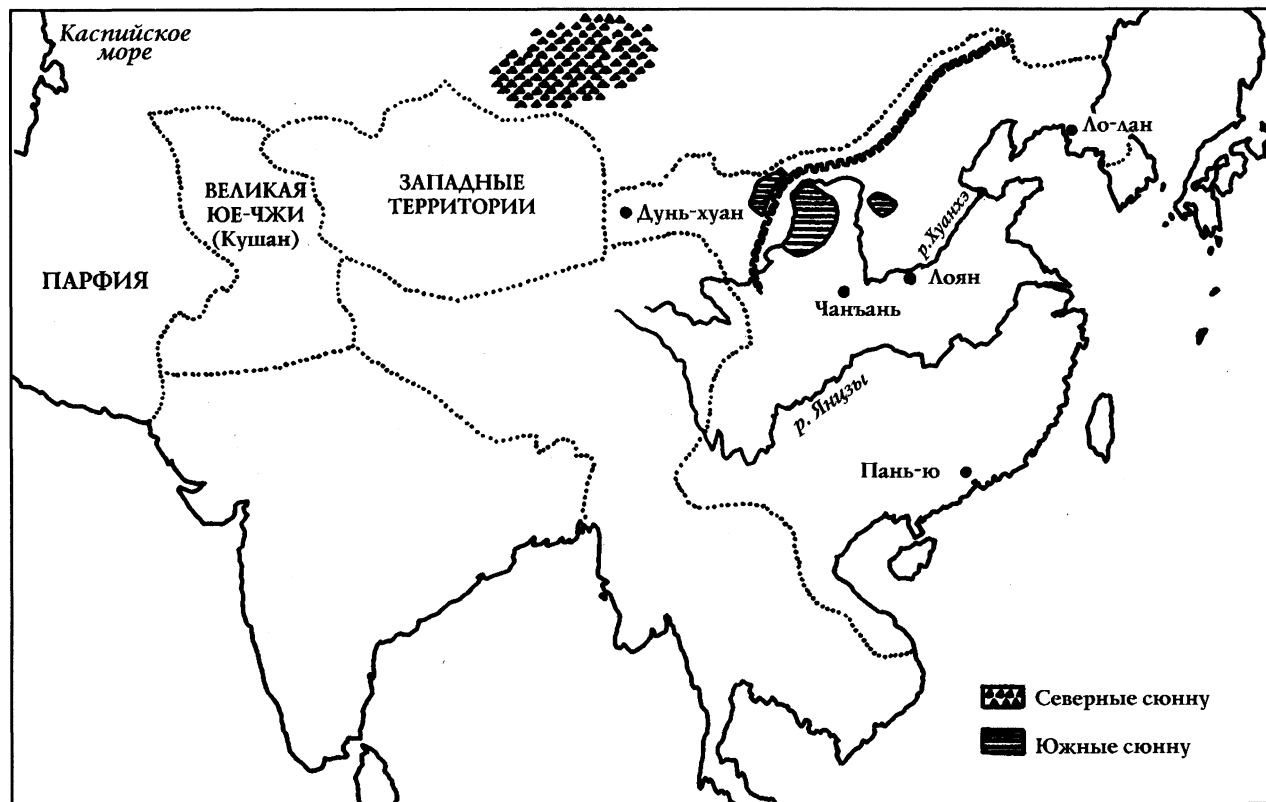 Каспийское
море
Ло-лан
ВЕЛИКАЯ
ЮЕ-ЧЖИ
(Кушан)
ЗАПАДНЫЕ
ТЕРРИТОРИИ
Дунь-хуан
р.Хуанхэ
ПАРФИЯ
Лоян
Чанъань
р. Янцзы
Пань-ю
Северные сюнну
Южные сюнну